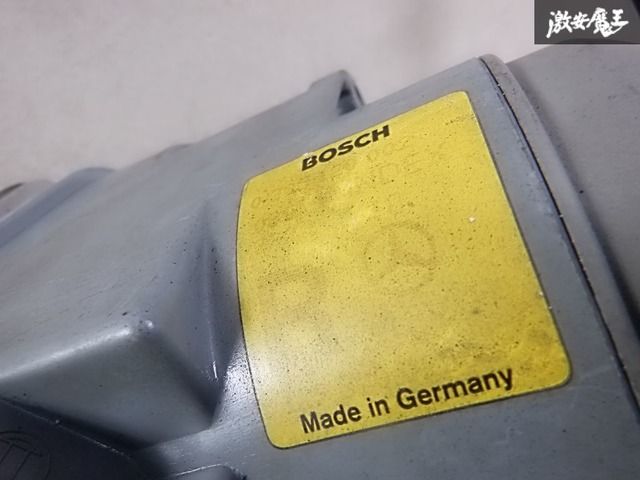 激安魔王
BOSCH
Made in Germany